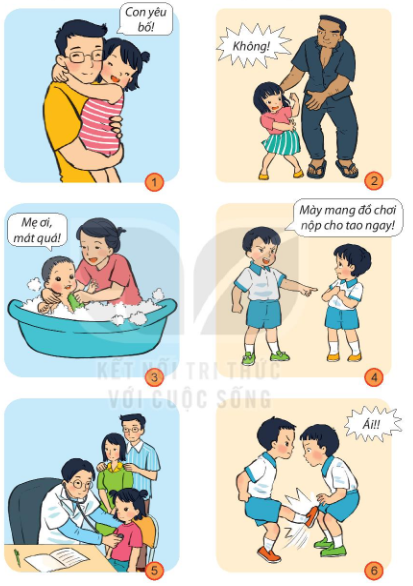 Con yêu
bố!
1
Không!
2
Mẹ ơi,
mát quá!
3
Mày mang đồ chơi
nộp cho tao ngay!
4
KẾT NỐI TRI THỨC
VỚI CUỘC SỐNG
5
Ái!!
6